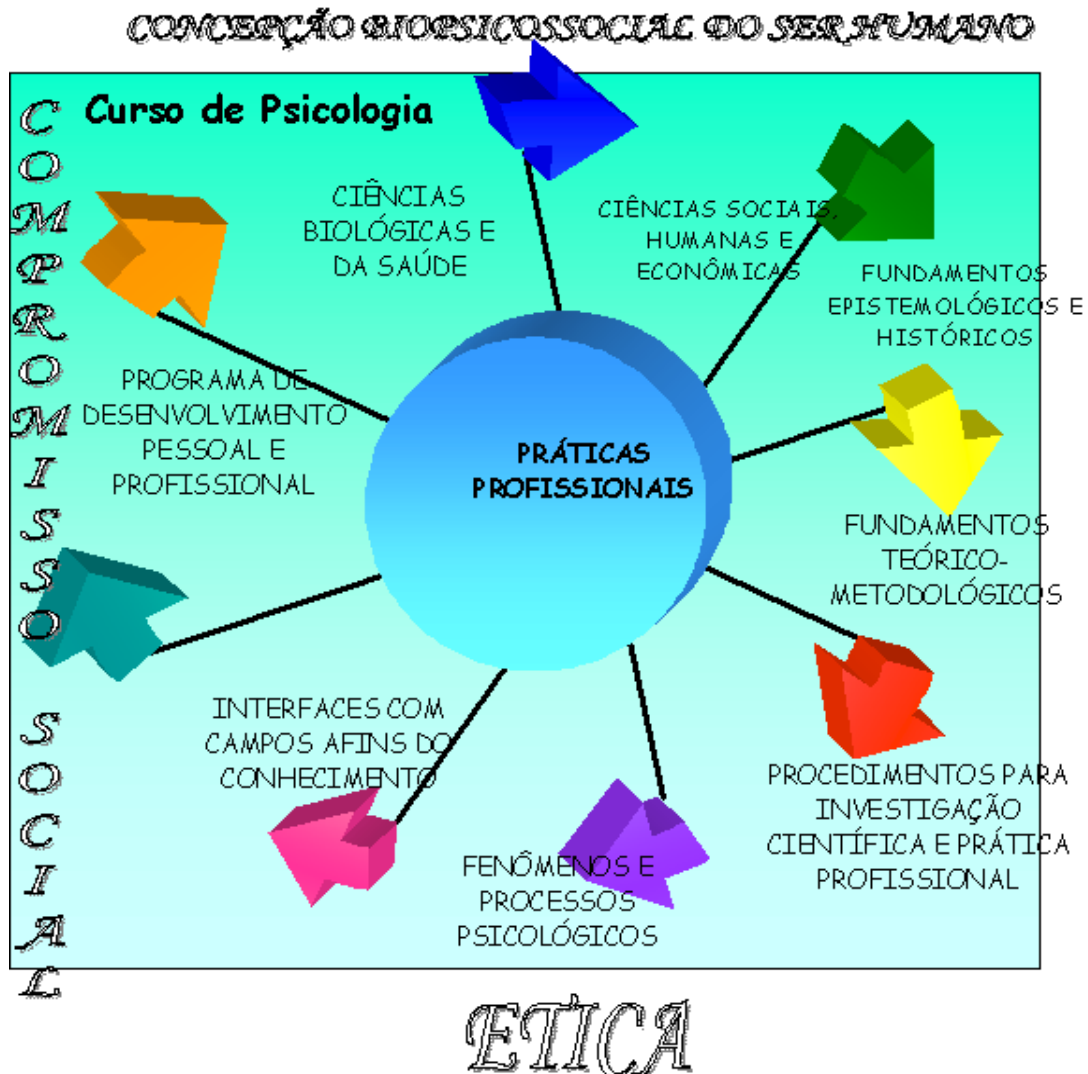 CONCEPÇÃO BIOPSICOSSOCIAL DO SER HUMANO
Curso de Psicologia
COMPROMISSO SOCIAL
CIÊNCIAS
BIOLÓGICAS E
DA SAÚDE
CIÊNCIAS SOCIAIS,
HUMANAS E
ECONÔMICAS
FUNDAMENTOS
EPISTEMOLÓGICOS E
HISTÓRICOS
PROGRAMA DE
DESENVOLVIMENTO
PESSOAL E
PROFISSIONAL
PRÁTICAS
PROFISSIONAIS
FUNDAMENTOS
TEÓRICO-
METODOLÓGICOS
INTERFACES COM
CAMPOS AFINS DO
CONHECIMENTO
PROCEDIMENTOS PARA
INVESTIGAÇÃO
CIENTÍFICA E PRÁTICA
PROFISSIONAL
FENÔMENOS E
PROCESSOS
PSICOLÓGICOS
ETICA